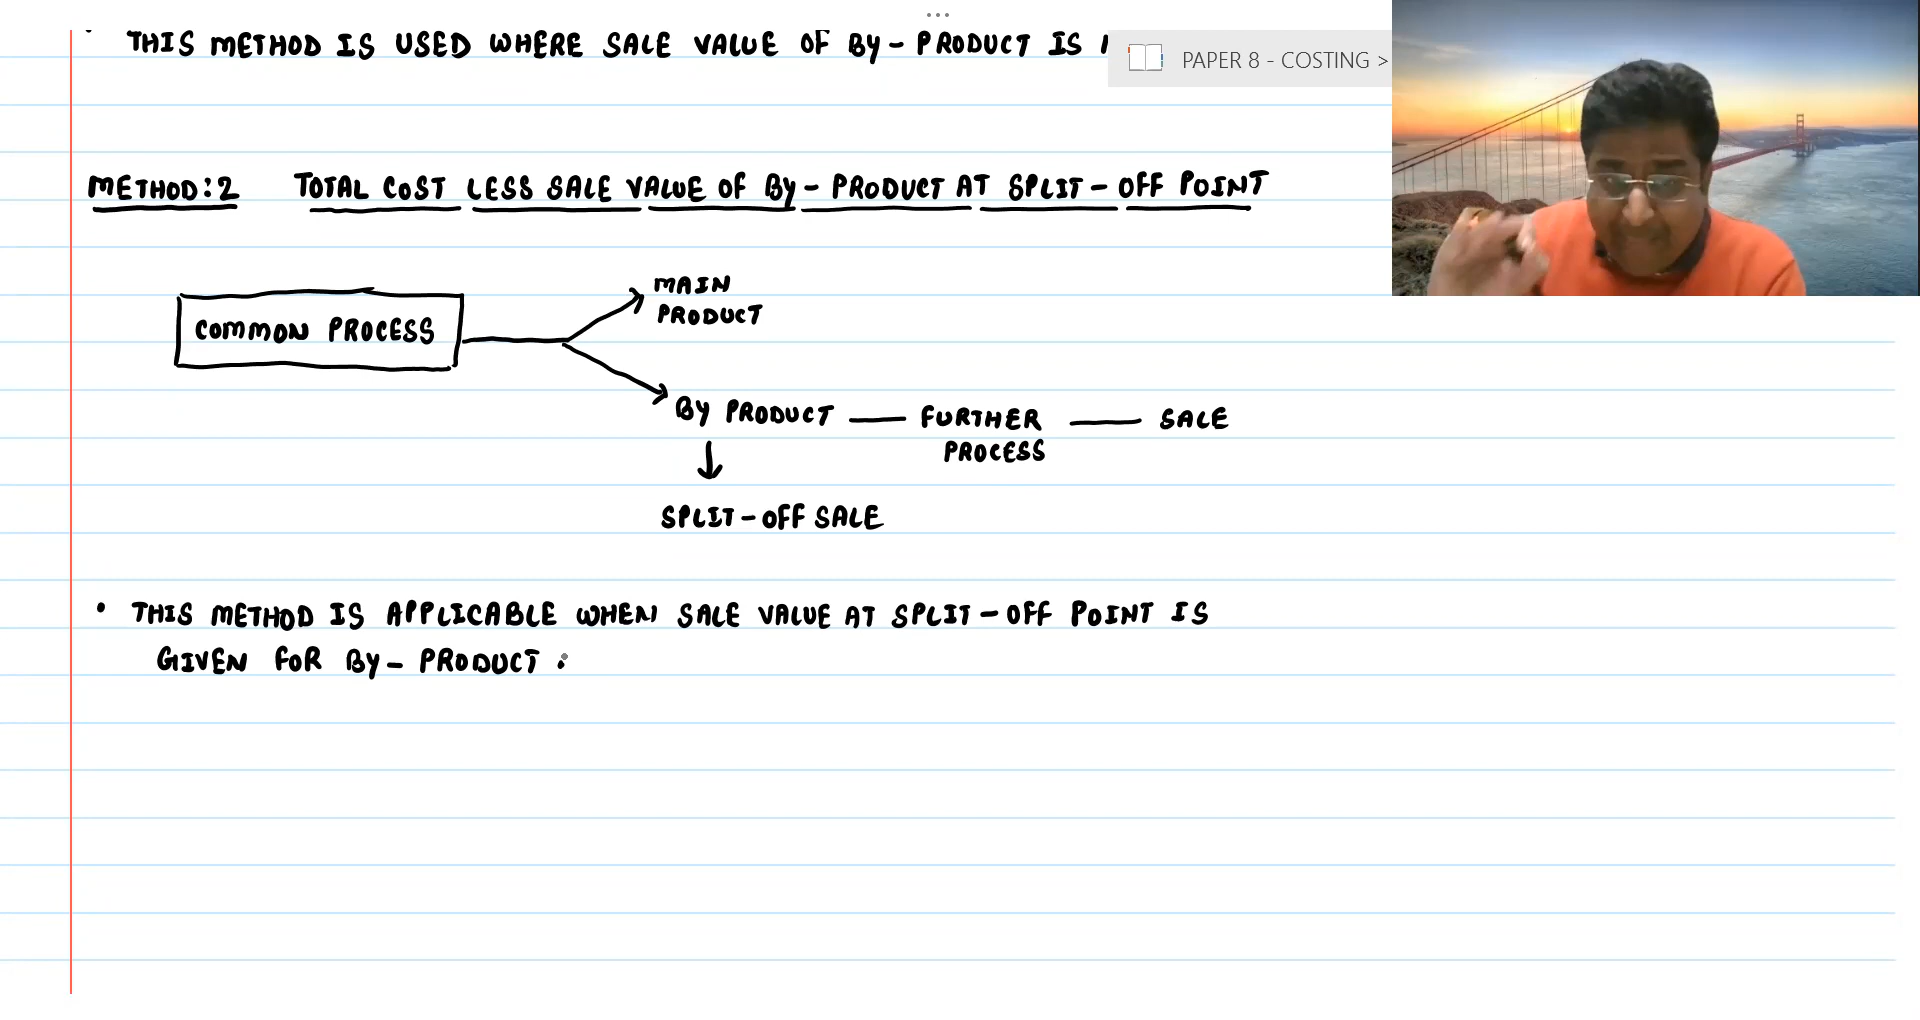 • THIS METHOD IS USED WHERE SALE VALUE OF BY-PRODUCT IS
PAPER 8 - COSTING >
METHOD:2 TOTAL COST LESS SALE VALUE OF BY-PRODUCT AT SPLIT-OFF POINT
MAIN
PRODUCT
COMMON PROCESS
BY PRODUCT — FURTHER — SALE
PROCESS
SPLIT-OFF SALE
• THIS METHOD IS APPLICABLE WHEN SALE VALUE AT SPLIT-OFF POINT IS
GIVEN FOR BY-PRODUCT.